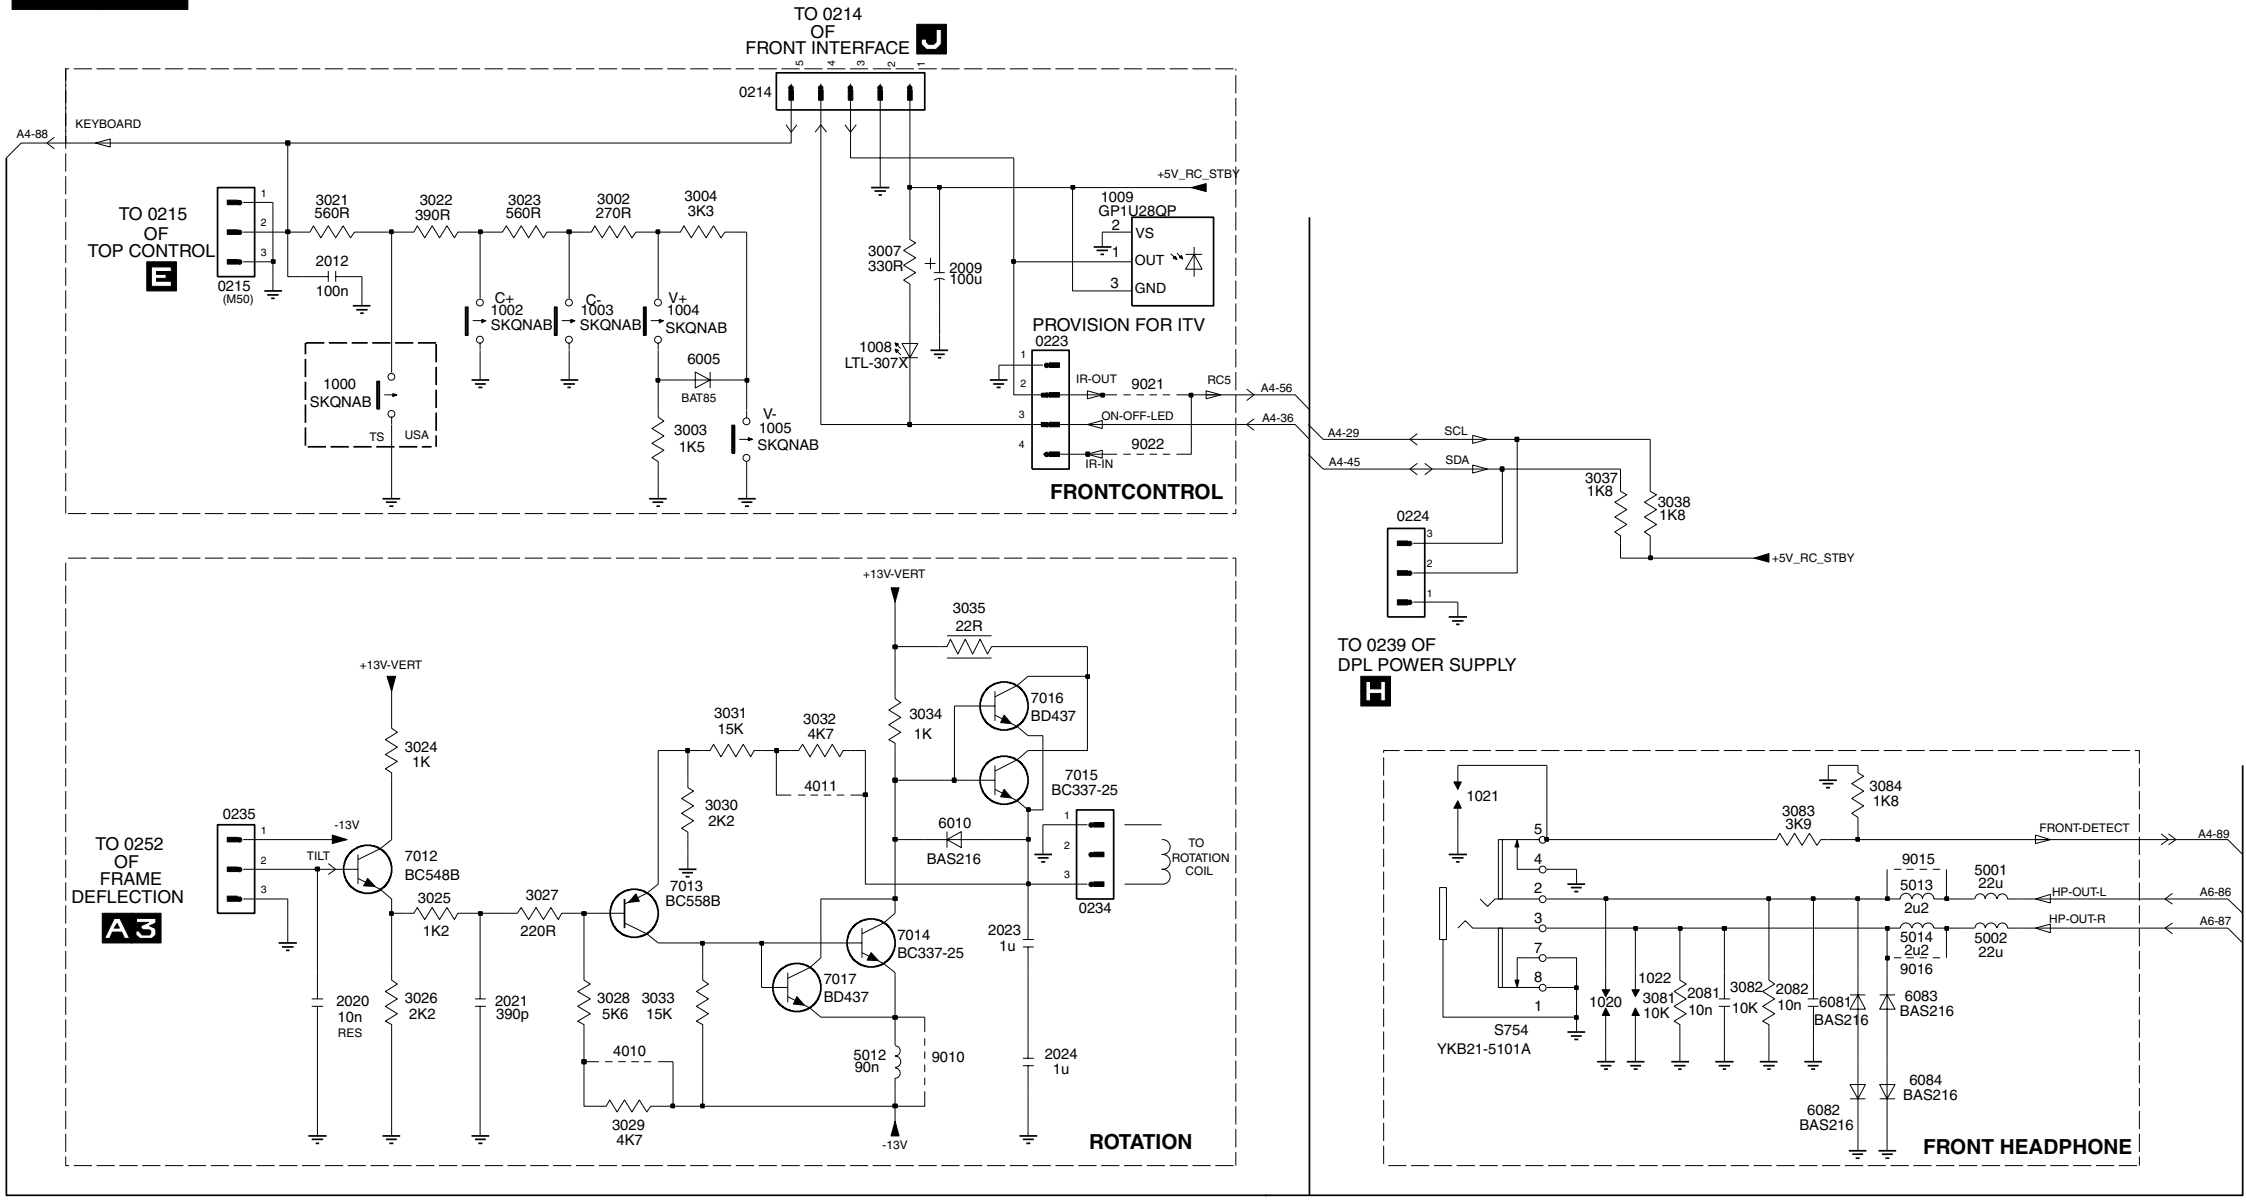 TO 0214
OF
FRONT INTERFACE J
5 4 3 2 1
0214
A4-88
KEYBOARD
+5V_RC_STBY
TO 0215
OF
TOP CONTROL
E
1
2
3
0215
(M50)
3021
560R
3022
390R
3023
560R
3002
270R
3004
3K3
2012
100n
C+
1002
SKQNAB
C-
1003
SKQNAB
V+
1004
SKQNAB
1000
SKQNAB
TS
USA
6005
BAT85
3003
1K5
V-
1005
SKQNAB
3007
330R
+
2009
100u
1008
LTL-307X
1009
GP1U28QP
2
VS
1
OUT
3
GND
PROVISION FOR ITV
0223
1
2
3
4
IR-OUT
9021
RC5
A4-56
ON-OFF-LED
A4-36
9022
IR-IN
FRONTCONTROL
A4-29
SCL
A4-45
SDA
3037
1K8
3038
1K8
0224
3
2
1
+5V_RC_STBY
TO 0239 OF
DPL POWER SUPPLY
H
+13V-VERT
3035
22R
+13V-VERT
3024
1K
3031
15K
3032
4K7
3034
1K
7016
BD437
4011
7015
BC337-25
3030
2K2
0235
1
2
3
-13V
TILT
TO 0252
OF
FRAME
DEFLECTION
A3
7012
BC548B
3025
1K2
3027
220R
7013
BC558B
6010
BAS216
1
2
3
0234
TO
ROTATION
COIL
7014
BC337-25
7017
BD437
2023
1u
2020
10n
RES
3026
2K2
2021
390p
3028
5K6
3033
15K
4010
3029
4K7
5012
90n
9010
2024
1u
-13V
ROTATION
1021
3084
1K8
3083
3K9
FRONT-DETECT
A4-89
5
4
2
3
7
8
1
9015
5013
2u2
5001
22u
HP-OUT-L
A6-86
HP-OUT-R
A6-87
5014
2u2
9016
5002
22u
S754
YKB21-5101A
1020
1022
3081
10K
2081
10n
3082
10K
2082
10n
6081
BAS216
6083
BAS216
6082
BAS216
6084
BAS216
FRONT HEADPHONE